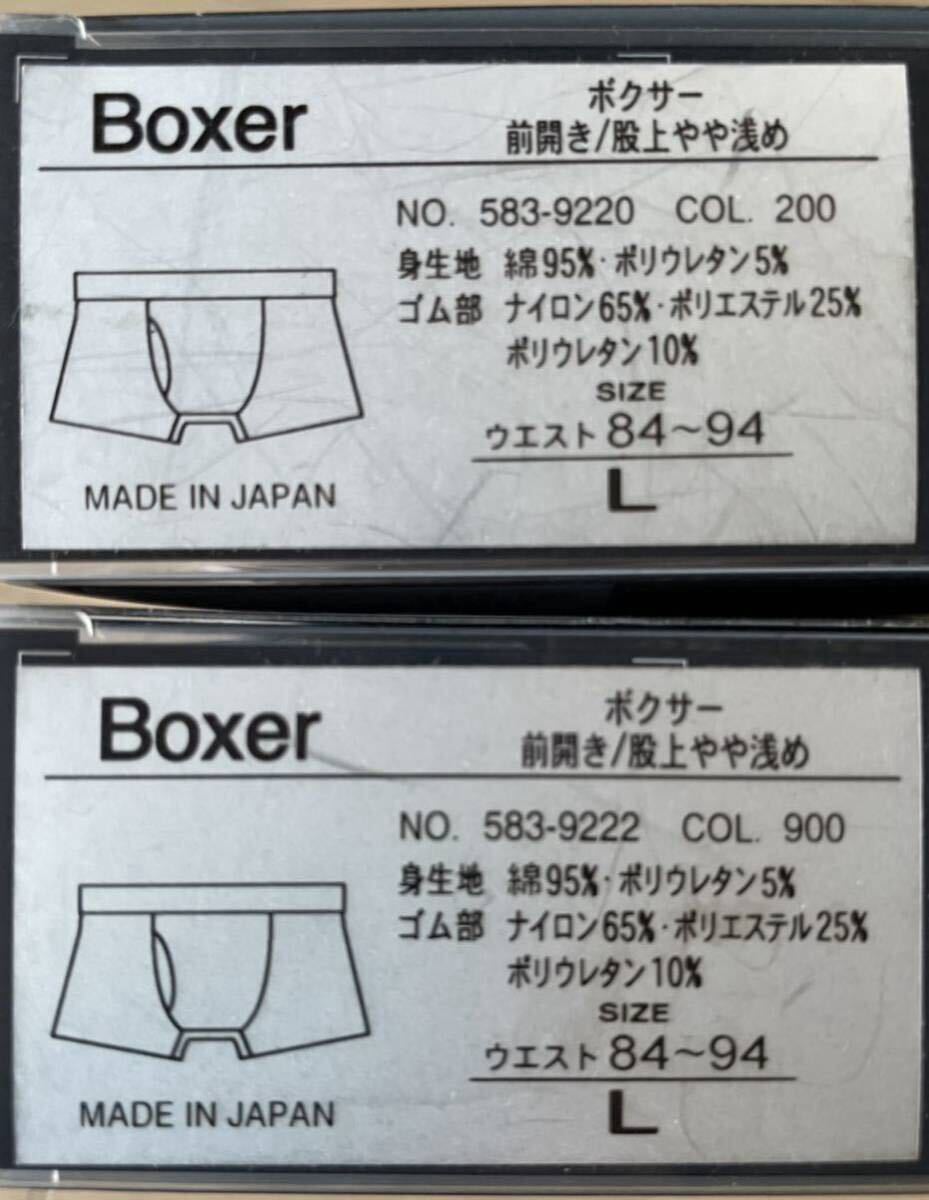 Boxer
ボクサー
前開き/股上やや浅め
NO. 583-9220 COL. 200
身生地 綿95%・ポリウレタン5%
ゴム部 ナイロン65%・ポリエステル25%
ポリウレタン10%
SIZE
ウエスト 84～94
L
MADE IN JAPAN
Boxer
ボクサー
前開き/股上やや浅め
NO. 583-9222 COL. 900
身生地 綿95%・ポリウレタン5%
ゴム部 ナイロン65%・ポリエステル25%
ポリウレタン10%
SIZE
ウエスト 84～94
L
MADE IN JAPAN